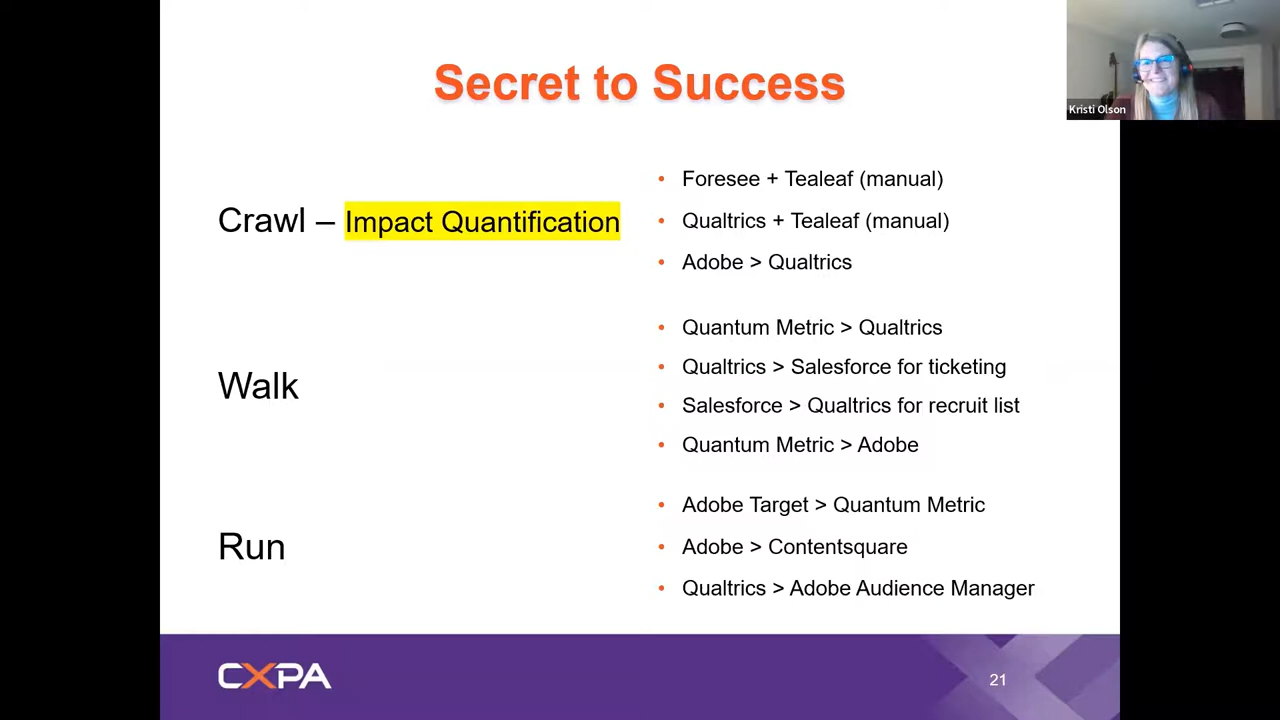 Secret to Success
Kristi Olson
Crawl – Impact Quantification
• Foresee + Tealeaf (manual)
• Qualtrics + Tealeaf (manual)
• Adobe > Qualtrics
Walk
• Quantum Metric > Qualtrics
• Qualtrics > Salesforce for ticketing
• Salesforce > Qualtrics for recruit list
• Quantum Metric > Adobe
Run
• Adobe Target > Quantum Metric
• Adobe > Contentsquare
• Qualtrics > Adobe Audience Manager
CXPA
21